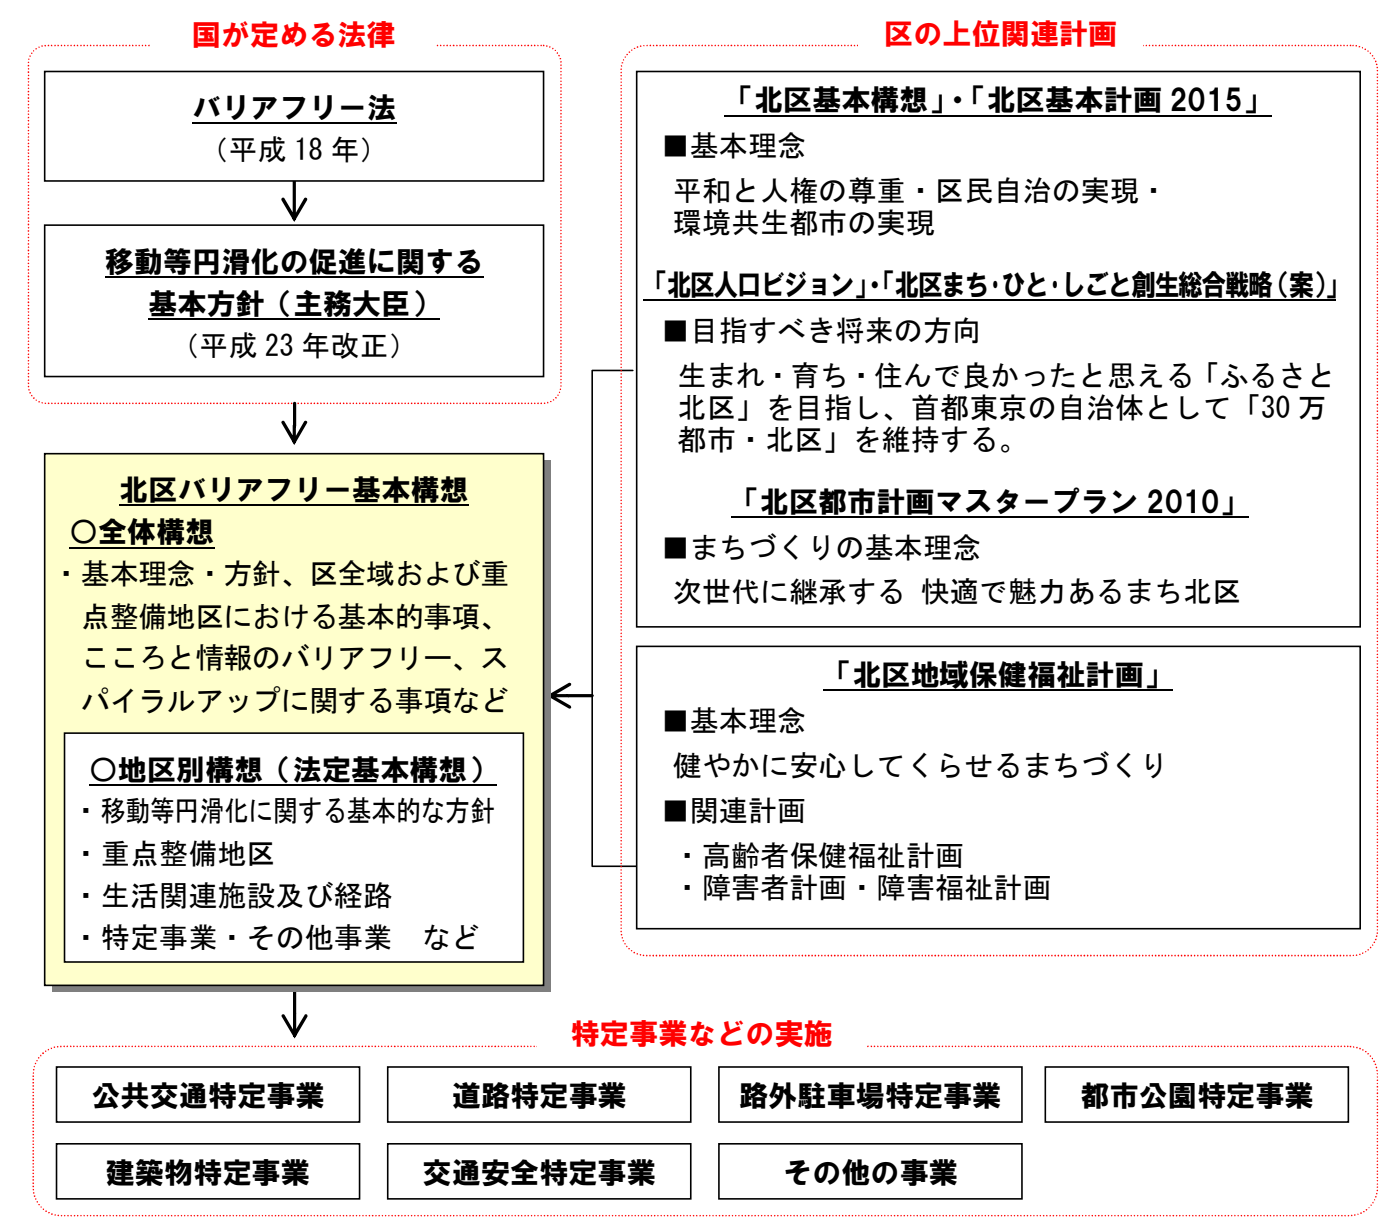 国が定める法律
バリアフリー法
（平成 18 年）
移動等円滑化の促進に関する
基本方針（主務大臣）
（平成 23 年改正）
北区バリアフリー基本構想
○全体構想
・基本理念・方針、区全域および重
点整備地区における基本的事項、
こころと情報のバリアフリー、ス
パイラルアップに関する事項など
○地区別構想（法定基本構想）
・移動等円滑化に関する基本的な方針
・重点整備地区
・生活関連施設及び経路
・特定事業・その他事業　など
区の上位関連計画
「北区基本構想」・「北区基本計画 2015」
■基本理念
平和と人権の尊重・区民自治の実現・
環境共生都市の実現
「北区人口ビジョン」・「北区まち・ひと・しごと創生総合戦略（案）」
■目指すべき将来の方向
生まれ・育ち・住んで良かったと思える「ふるさと
北区」を目指し、首都東京の自治体として「30 万
都市・北区」を維持する。
「北区都市計画マスタープラン 2010」
■まちづくりの基本理念
次世代に継承する 快適で魅力あるまち北区
「北区地域保健福祉計画」
■基本理念
健やかに安心してくらせるまちづくり
■関連計画
・高齢者保健福祉計画
・障害者計画・障害福祉計画
特定事業などの実施
公共交通特定事業
道路特定事業
路外駐車場特定事業
都市公園特定事業
建築物特定事業
交通安全特定事業
その他の事業